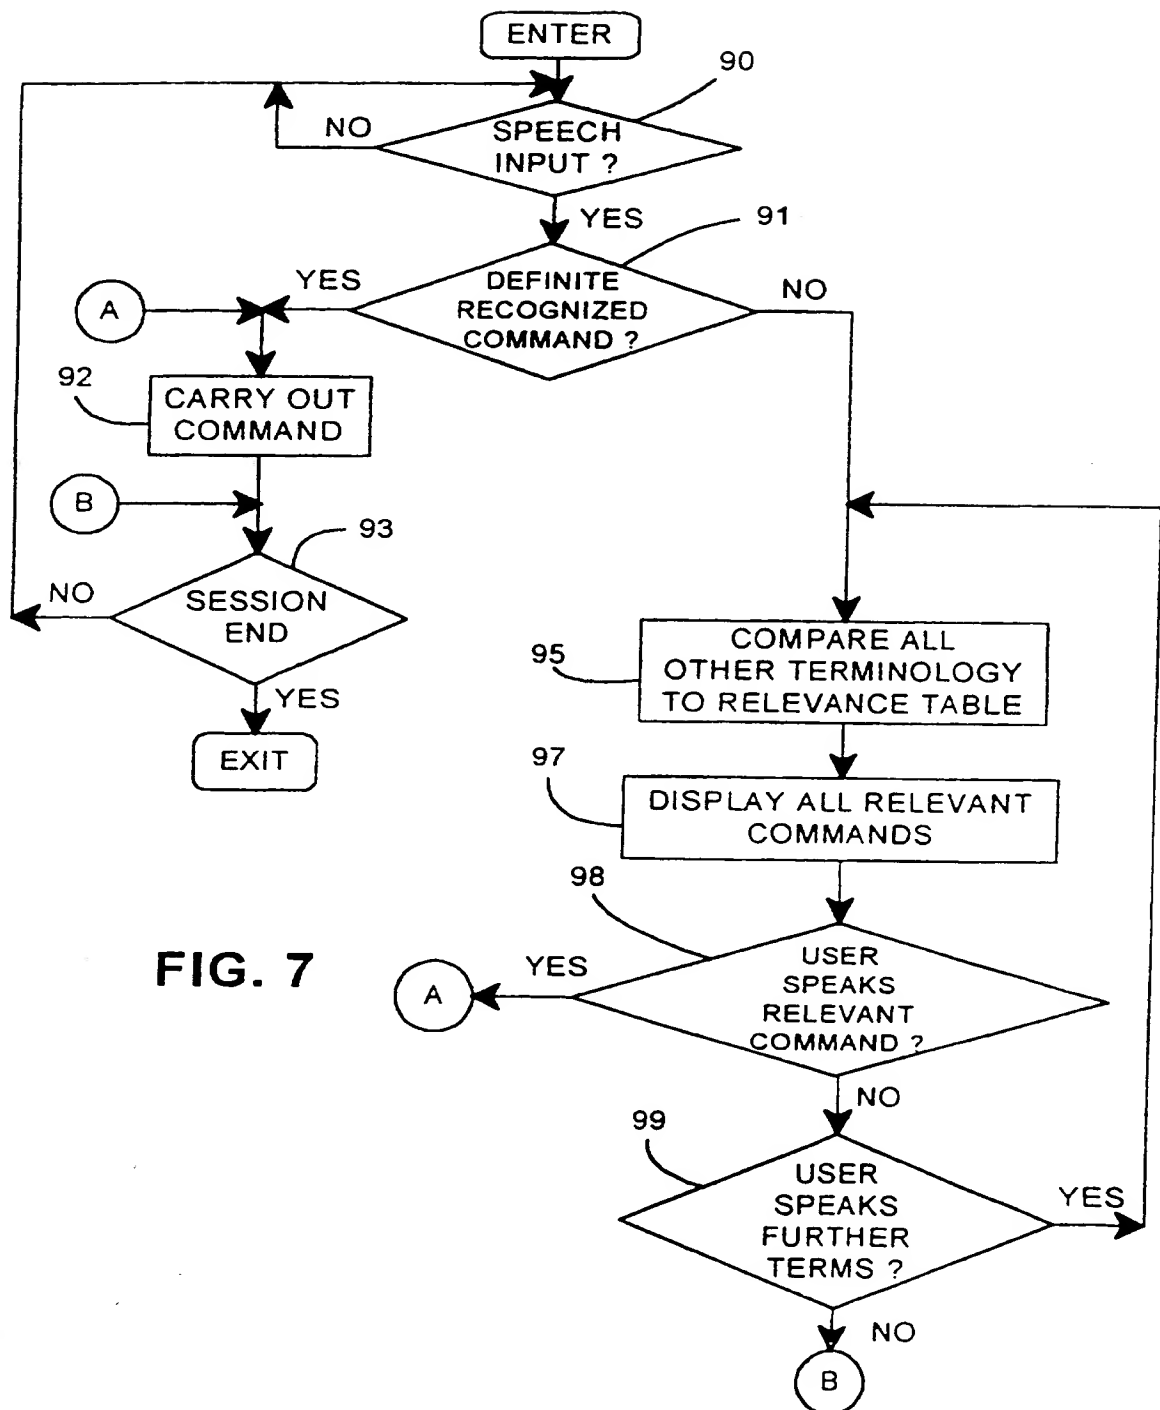 ENTER
90
NO
SPEECH
INPUT ?
YES
91
YES
DEFINITE
RECOGNIZED
COMMAND ?
NO
A
92
CARRY OUT
COMMAND
B
93
NO
SESSION
END
YES
EXIT
95
COMPARE ALL
OTHER TERMINOLOGY
TO RELEVANCE TABLE
97
DISPLAY ALL RELEVANT
COMMANDS
98
FIG. 7
A
YES
USER
SPEAKS
RELEVANT
COMMAND ?
NO
99
USER
SPEAKS
FURTHER
TERMS ?
YES
NO
B